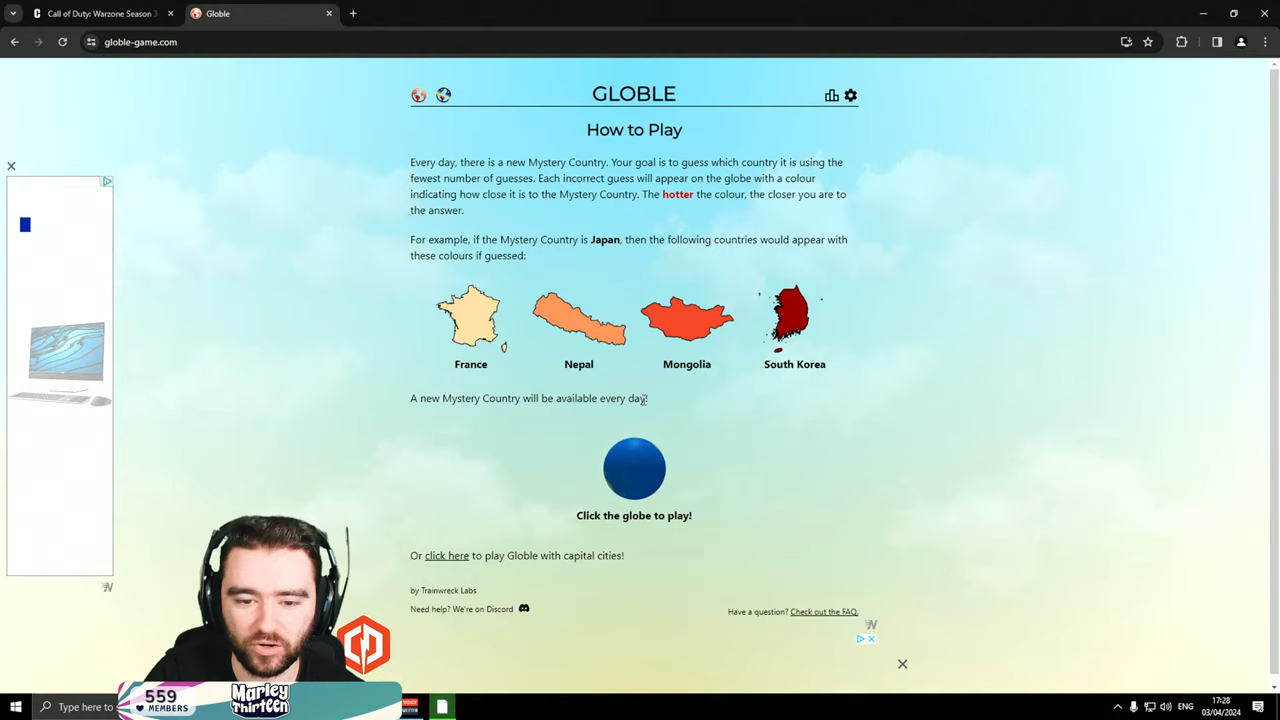 Call of Duty: Warzone Season 3
Globle
globle-game.com
GLOBLE
How to Play
Every day, there is a new Mystery Country. Your goal is to guess which country it is using the
fewest number of guesses. Each incorrect guess will appear on the globe with a colour
indicating how close it is to the Mystery Country. The hotter the colour, the closer you are to
the answer.
For example, if the Mystery Country is Japan, then the following countries would appear with
these colours if guessed:
France Nepal Mongolia South Korea
A new Mystery Country will be available every day!
Click the globe to play!
Or click here to play Globle with capital cities!
by Trainwreck Labs
Need help? We're on Discord
Have a question? Check out the FAQ.
559
MEMBERS
Marley
Thirteen
Type here to
ENG
17:28
03/04/2024